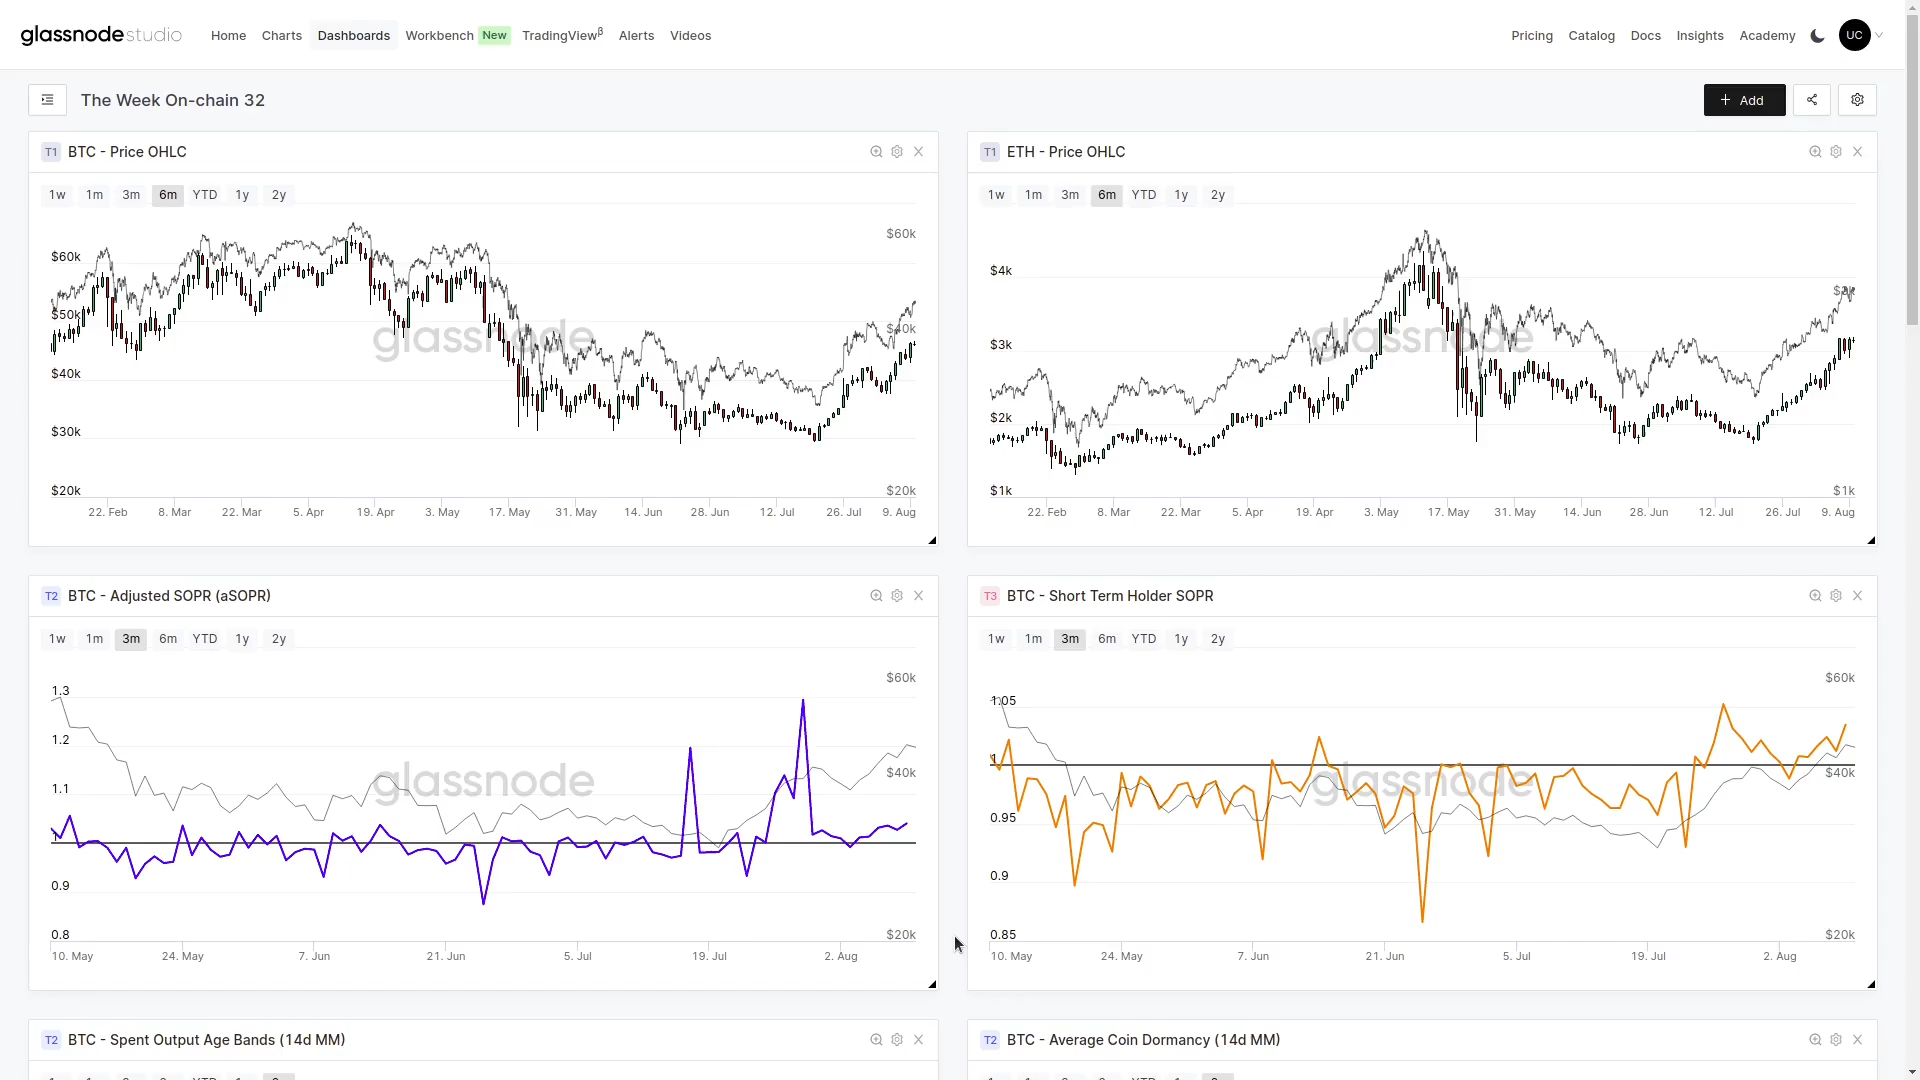 glassnodestudio Home Charts Dashboards Workbench New TradingViewβ Alerts Videos Pricing Catalog Docs Insights Academy UC
The Week On-chain 32
+ Add
T1 BTC - Price OHLC
1w 1m 3m 6m YTD 1y 2y
$60k
$50k
$40k
$30k
$20k
$60k
$40k
$20k
glassnode
22. Feb 8. Mar 22. Mar 5. Apr 19. Apr 3. May 17. May 31. May 14. Jun 28. Jun 12. Jul 26. Jul 9. Aug
T1 ETH - Price OHLC
1w 1m 3m 6m YTD 1y 2y
$4k
$3k
$2k
$1k
$1k
glassnode
22. Feb 8. Mar 22. Mar 5. Apr 19. Apr 3. May 17. May 31. May 14. Jun 28. Jun 12. Jul 26. Jul 9. Aug
T2 BTC - Adjusted SOPR (aSOPR)
1w 1m 3m 6m YTD 1y 2y
1.3
1.2
1.1
1
0.9
0.8
$60k
$40k
$20k
glassnode
10. May 24. May 7. Jun 21. Jun 5. Jul 19. Jul 2. Aug
T3 BTC - Short Term Holder SOPR
1w 1m 3m 6m YTD 1y 2y
1.05
1
0.95
0.9
0.85
$60k
$40k
$20k
glassnode
10. May 24. May 7. Jun 21. Jun 5. Jul 19. Jul 2. Aug
T2 BTC - Spent Output Age Bands (14d MM)
T2 BTC - Average Coin Dormancy (14d MM)